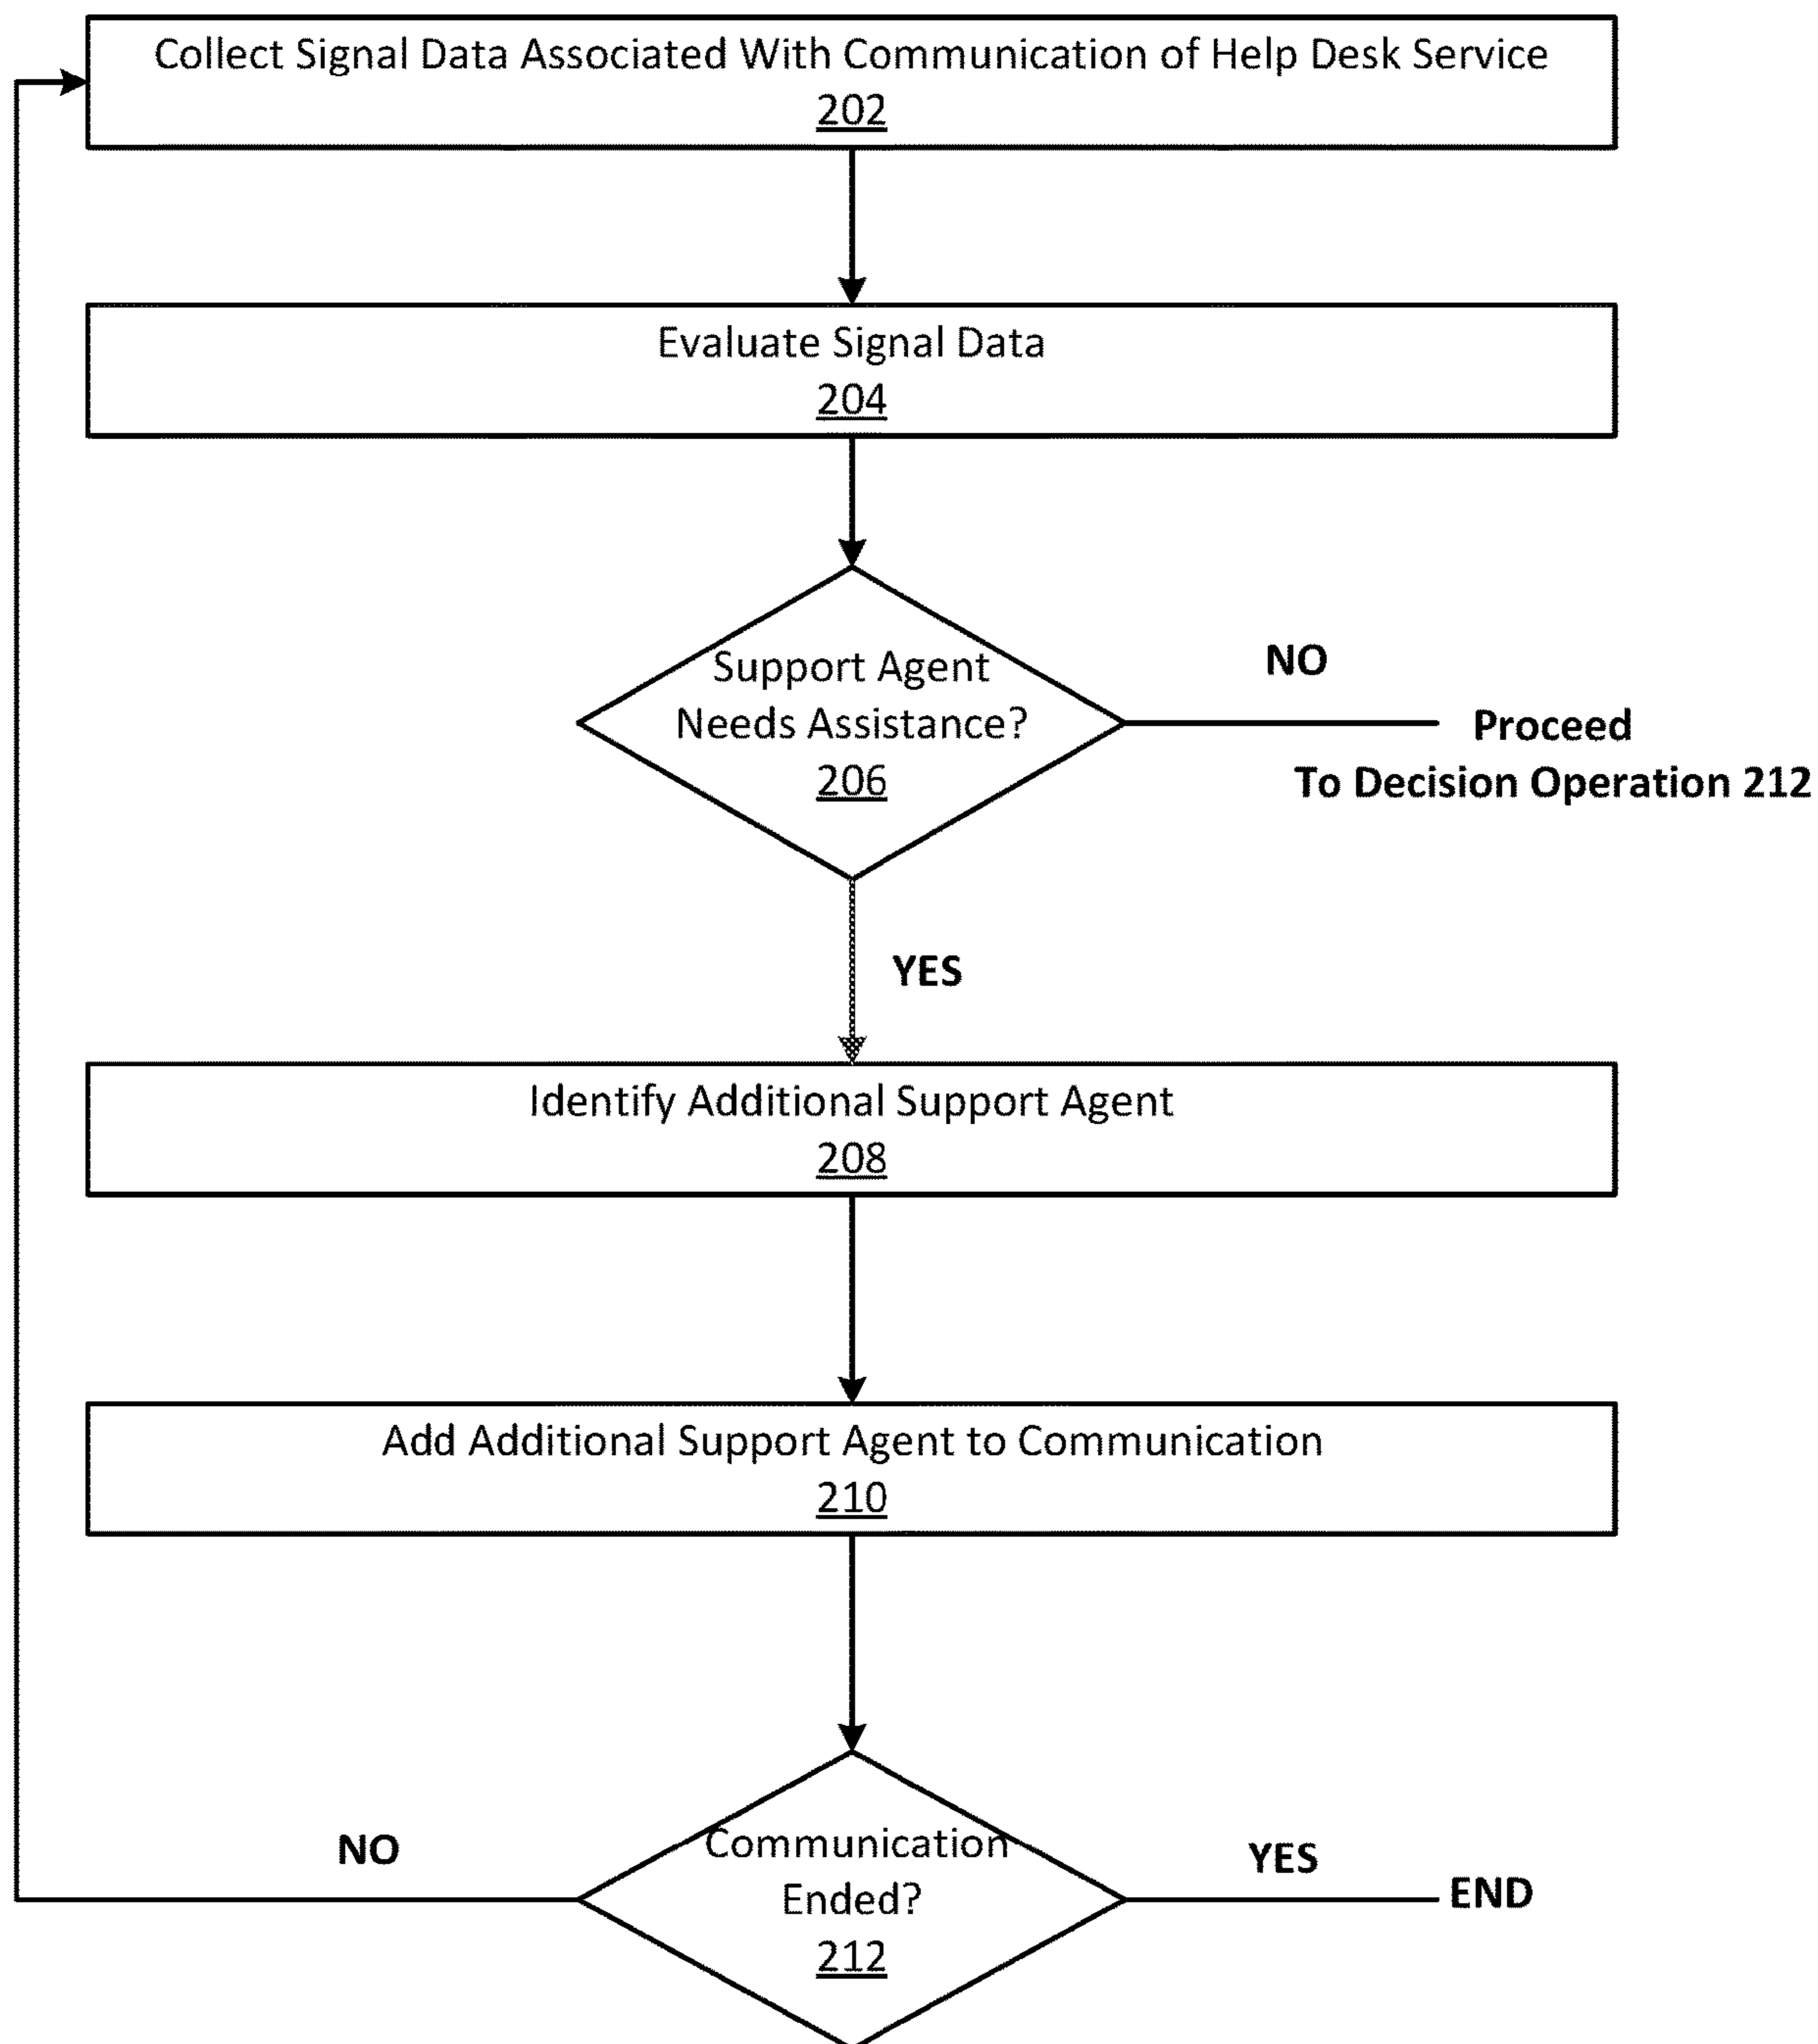 Collect Signal Data Associated With Communication of Help Desk Service
202
Evaluate Signal Data
204
Support Agent
Needs Assistance?
206
NO
Proceed
To Decision Operation 212
YES
Identify Additional Support Agent
208
Add Additional Support Agent to Communication
210
Communication
Ended?
212
NO
YES
END